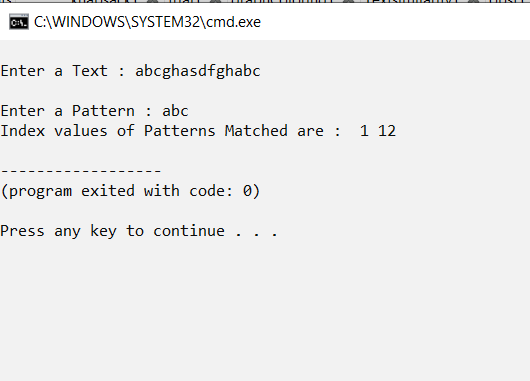 C:\WINDOWS\SYSTEM32\cmd.exe
Enter a Text : abcghasdfghabc
Enter a Pattern : abc
Index values of Patterns Matched are :  1 12
------------------
(program exited with code: 0)
Press any key to continue . . .